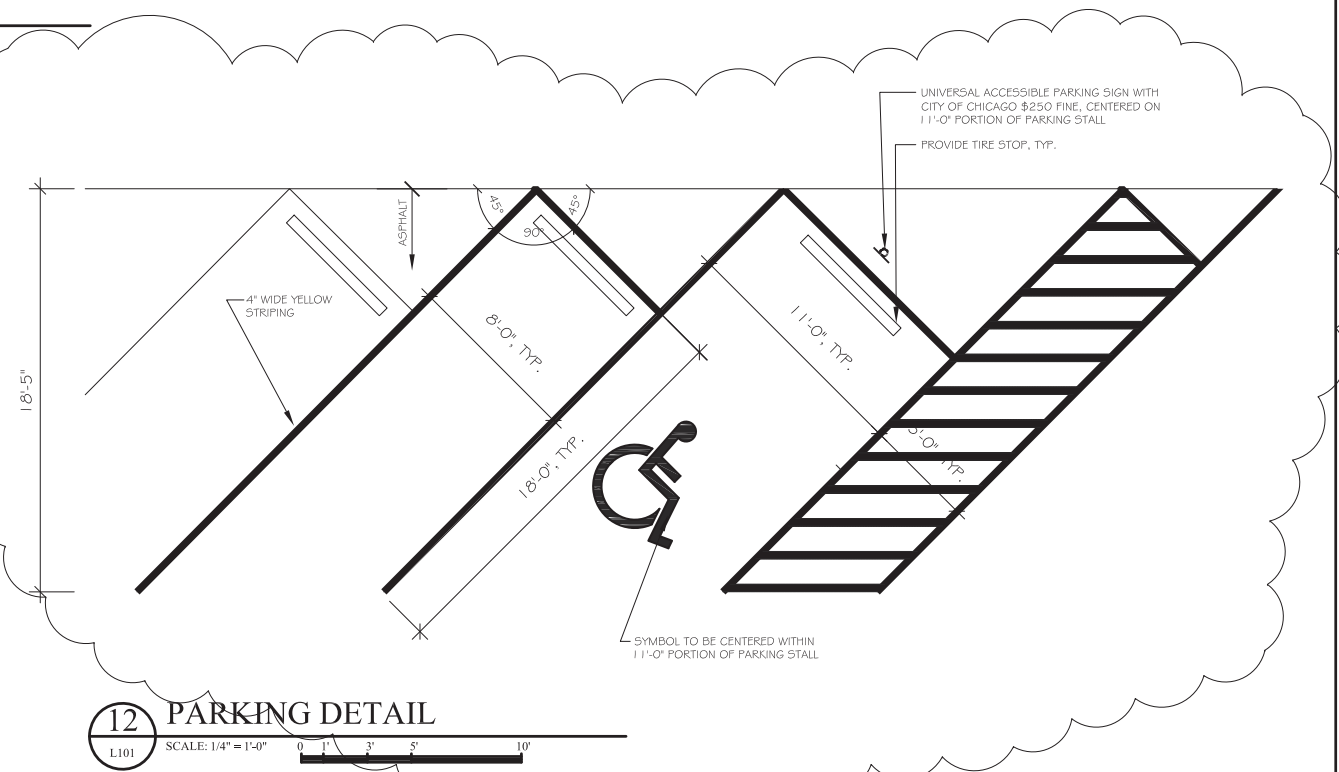 UNIVERSAL ACCESSIBLE PARKING SIGN WITH
CITY OF CHICAGO $250 FINE, CENTERED ON
11'-0" PORTION OF PARKING STALL
PROVIDE TIRE STOP, TYP.
ASPHALT
45°
90°
45°
4" WIDE YELLOW
STRIPING
8'-0", TYP.
11'-0", TYP.
18'-5"
18'-0", TYP.
5'-0" TYP.
SYMBOL TO BE CENTERED WITHIN
11'-0" PORTION OF PARKING STALL
12
L101
PARKING DETAIL
SCALE: 1/4" = 1'-0"
0 1' 3' 5' 10'